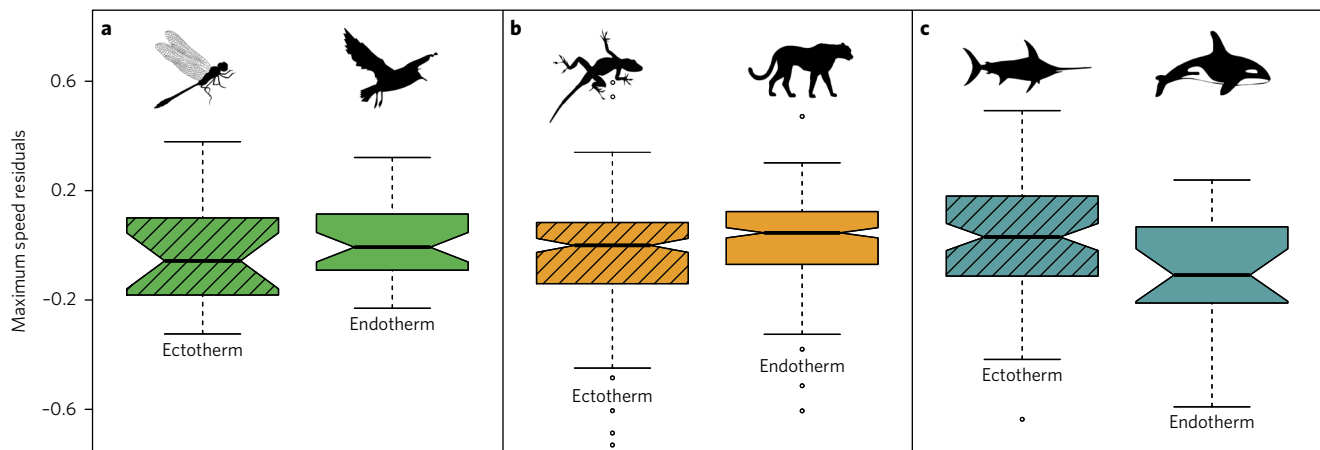 a
b
c
Maximum speed residuals
0.6
0.2
–0.2
–0.6
Ectotherm
Endotherm
Ectotherm
Endotherm
Ectotherm
Endotherm